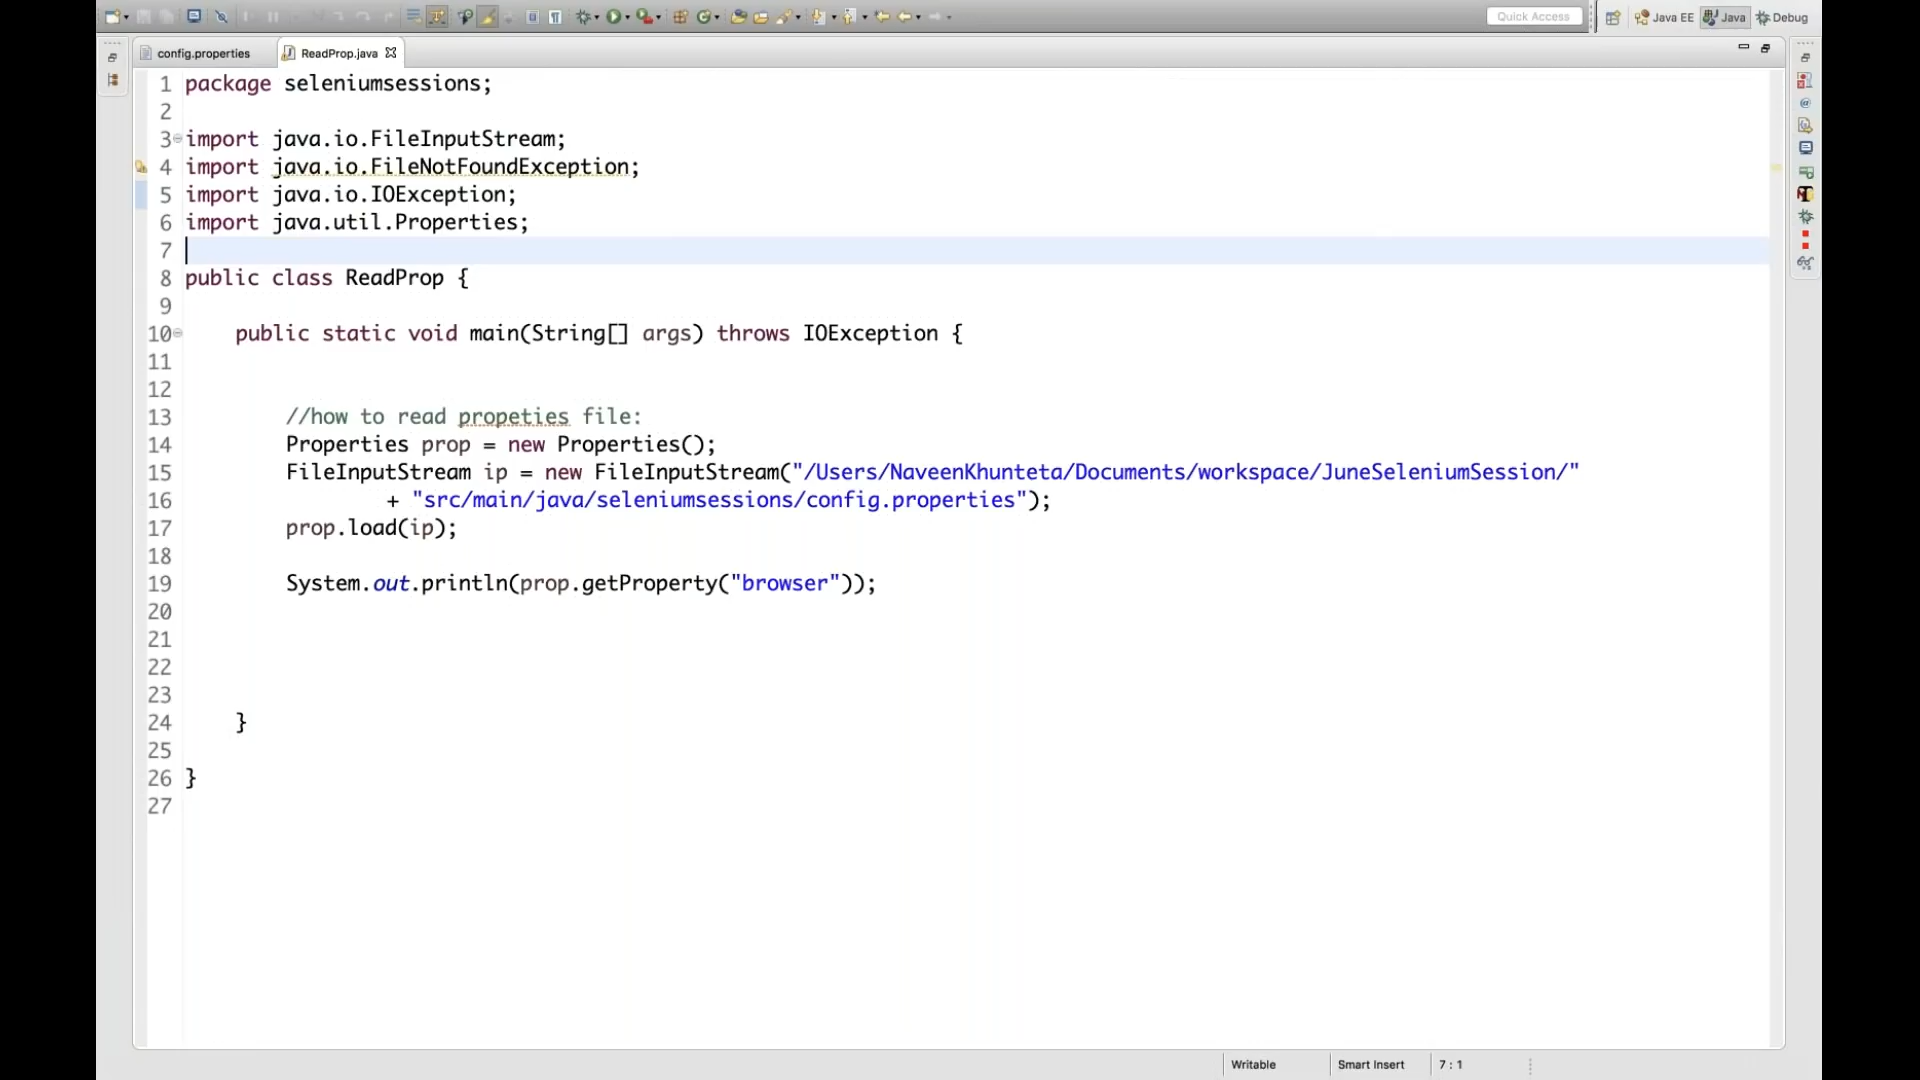 Quick Access
Java EE
Java
Debug
config.properties
ReadProp.java
1 package seleniumsessions;
2
3 import java.io.FileInputStream;
4 import java.io.FileNotFoundException;
5 import java.io.IOException;
6 import java.util.Properties;
7
8 public class ReadProp {
9
10 public static void main(String[] args) throws IOException {
11
12
13 //how to read propeties file:
14 Properties prop = new Properties();
15 FileInputStream ip = new FileInputStream("/Users/NaveenKhunteta/Documents/workspace/JuneSeleniumSession/"
16 + "src/main/java/seleniumsessions/config.properties");
17 prop.load(ip);
18
19 System.out.println(prop.getProperty("browser"));
20
21
22
23
24 }
25
26 }
27
Writable
Smart Insert
7 : 1